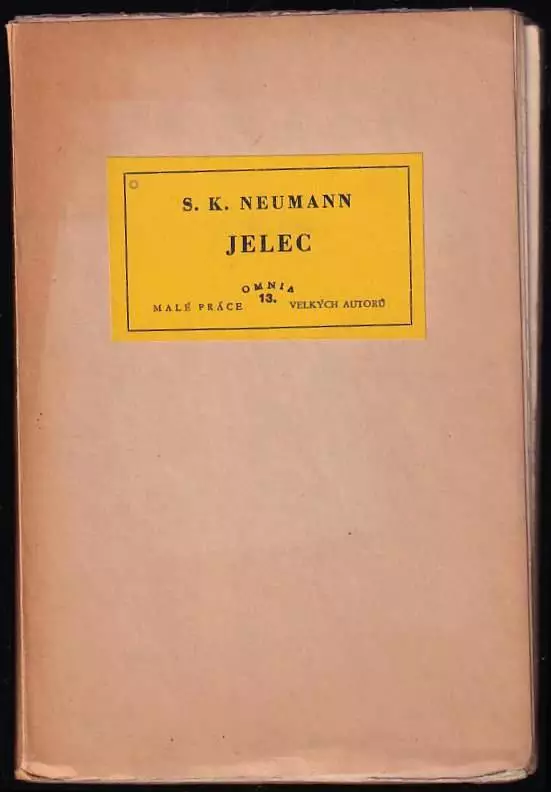 S. K. NEUMANN
JELEC
OMNIA
MALÉ PRÁCE 13. VELKÝCH AUTORŮ